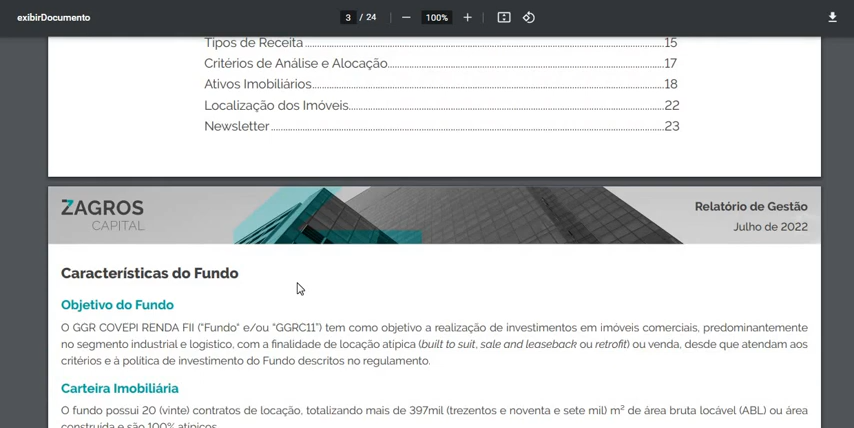 exibirDocumento
3 / 24
100%
Tipos de Receita 15
Critérios de Análise e Alocação 17
Ativos Imobiliários 18
Localização dos Imóveis 22
Newsletter 23
ZAGROS
CAPITAL
Relatório de Gestão
Julho de 2022
Características do Fundo
Objetivo do Fundo
O GGR COVEPI RENDA FII ("Fundo" e/ou "GGRC11") tem como objetivo a realização de investimentos em imóveis comerciais, predominantemente
no segmento industrial e logístico, com a finalidade de locação atípica (built to suit, sale and leaseback ou retrofit) ou venda, desde que atendam aos
critérios e à política de investimento do Fundo descritos no regulamento.
Carteira Imobiliária
O fundo possui 20 (vinte) contratos de locação, totalizando mais de 397mil (trezentos e noventa e sete mil) m² de área bruta locável (ABL) ou área
construída e são 100% atípicos.